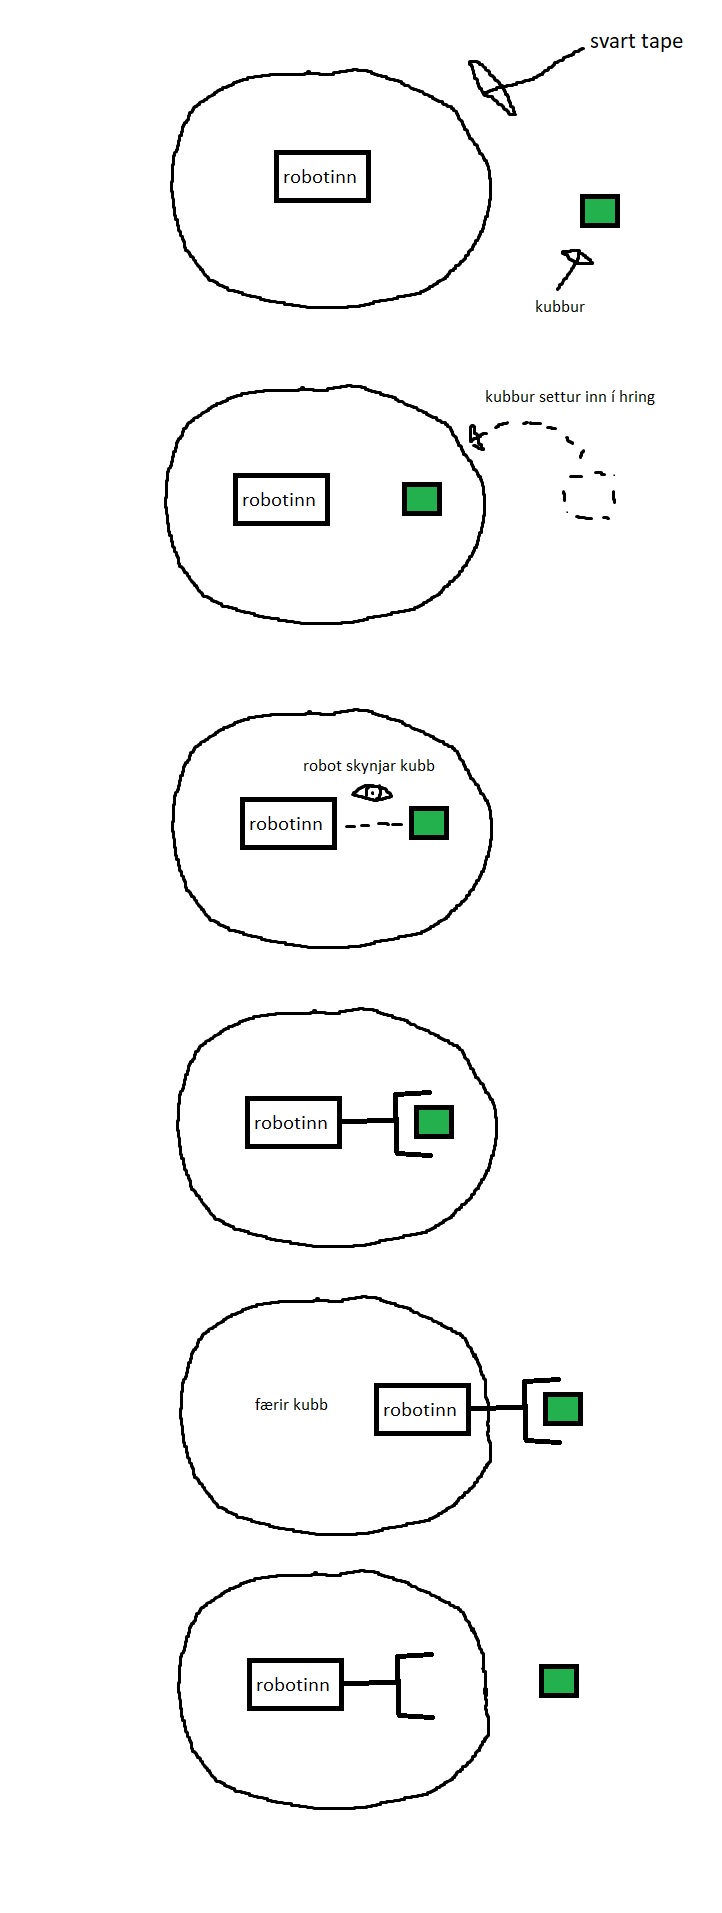 svart tape
robotinn
kubbur
kubbur settur inn í hring
robotinn
robot skynjar kubb
robotinn
robotinn
færir kubb
robotinn
robotinn